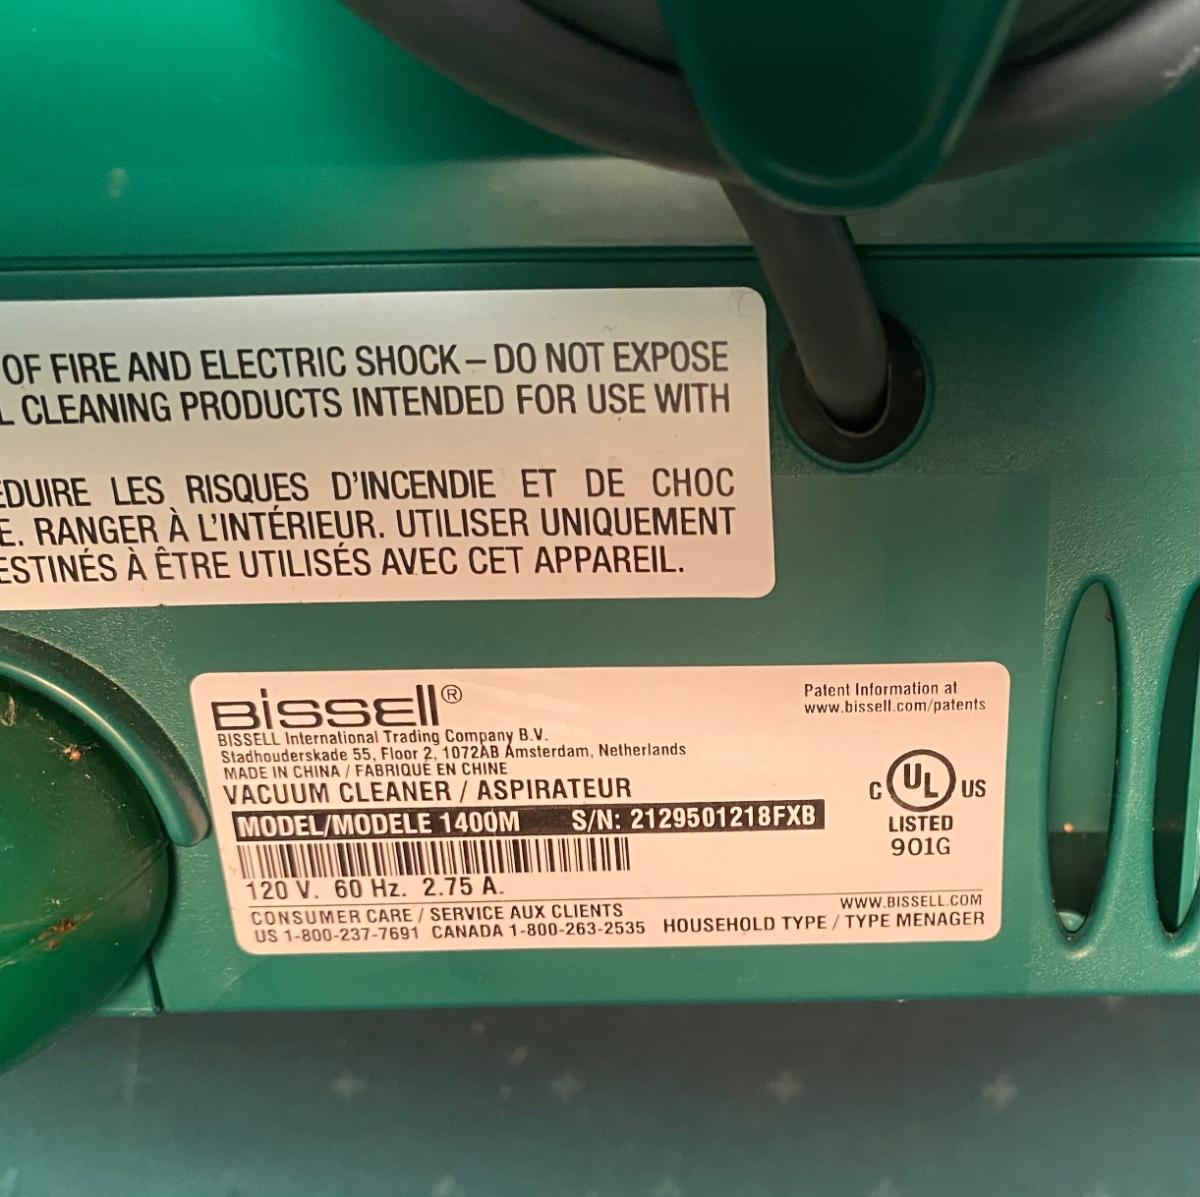 OF FIRE AND ELECTRIC SHOCK – DO NOT EXPOSE
CLEANING PRODUCTS INTENDED FOR USE WITH
LES RISQUES D'INCENDIE ET DE CHOC
E. RANGER À L'INTÉRIEUR. UTILISER UNIQUEMENT
ESTINÉS À ÊTRE UTILISÉS AVEC CET APPAREIL.
BISSELL®
Patent Information at
www.bissell.com/patents
BISSELL International Trading Company B.V.
Stadhouderskade 55, Floor 2, 1072AB Amsterdam, Netherlands
MADE IN CHINA / FABRIQUÉ EN CHINE
VACUUM CLEANER / ASPIRATEUR
MODEL/MODELE 1400M S/N: 2129501218FXB
C UL US
LISTED
901G
120 V. 60 Hz. 2.75 A.
CONSUMER CARE / SERVICE AUX CLIENTS
US 1-800-237-7691 CANADA 1-800-263-2535
WWW.BISSELL.COM
HOUSEHOLD TYPE / TYPE MENAGER